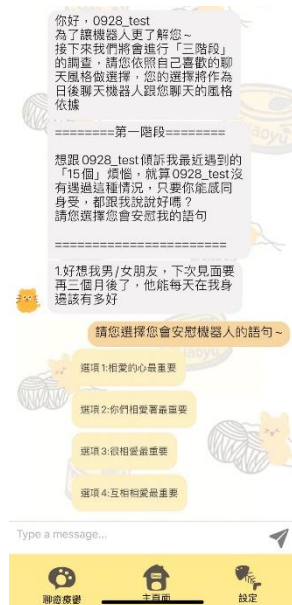 你好，0928_test
為了讓機器人更了解您~
接下來我們將會進行「三階段」
的調查，請您依照自己喜歡的聊
天風格做選擇，您的選擇將作為
日後聊天機器人跟您聊天的風格
依據
========第一階段========
想跟0928_test傾訴我最近遇到的
「15個」煩惱，就算0928_test沒
有遇過這種情況，只要你能感同
身受，都跟我說說好嗎？
請您選擇您會安慰我的語句
========================
1.好想我男/女朋友，下次見面要
再三個月後了，他能每天在我身
邊該有多好
請您選擇您會安慰機器人的語句~
選項1:相愛的心最重要
選項2:你們相愛著最重要
選項3:很相愛最重要
選項4:互相相愛最重要
Type a message...
聊癒療鬱
主頁面
設定